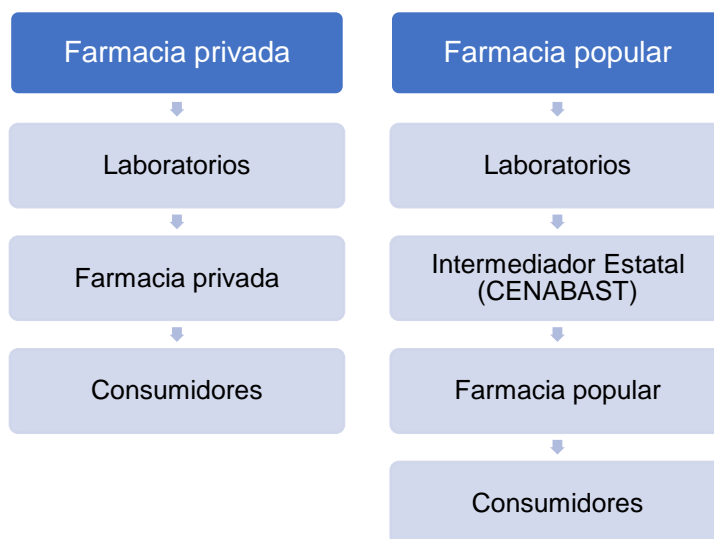 Farmacia privada
Laboratorios
Farmacia privada
Consumidores
Farmacia popular
Laboratorios
Intermediador Estatal
(CENABAST)
Farmacia popular
Consumidores